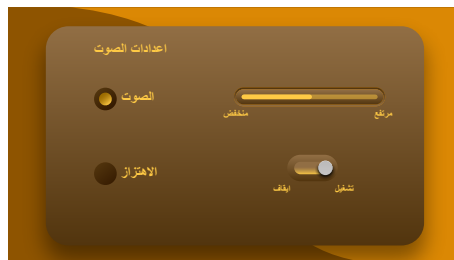 اعدادات الصوت
الصوت
مرتفع
منخفض
الاهتزاز
تشغيل
ايقاف